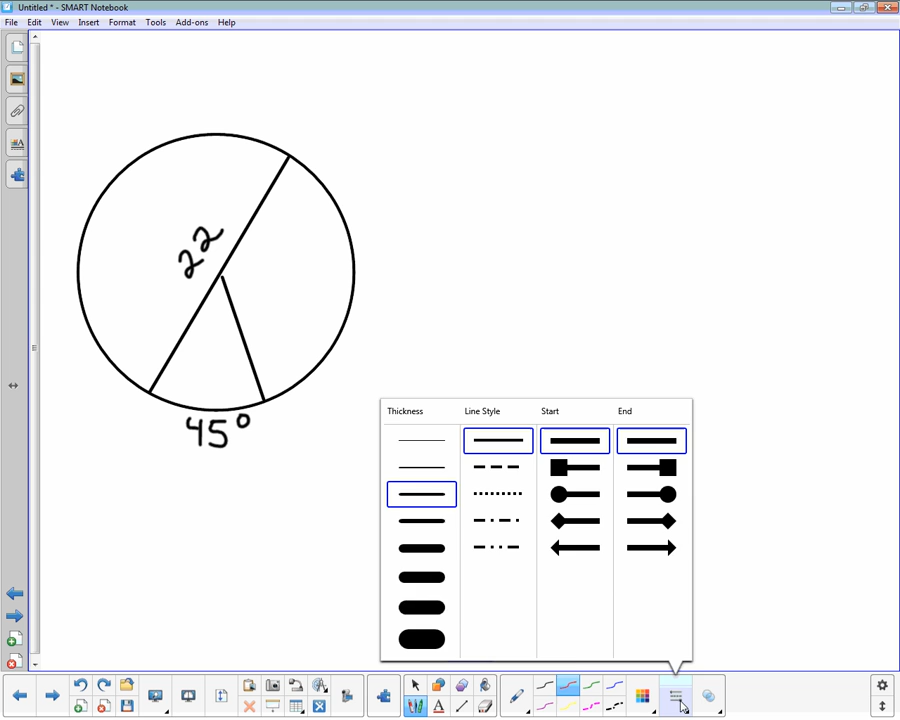 Untitled * - SMART Notebook
File Edit View Insert Format Tools Add-ons Help
22
45°
Thickness Line Style Start End